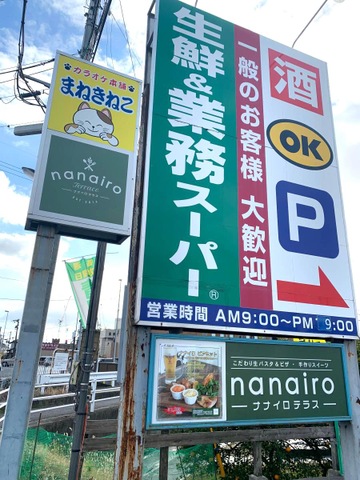 カラオケ本舗
まねきねこ
nanairo
Terrace
生鮮&業務スーパー
®
一般のお客様 大歓迎
酒
OK
P
営業時間 AM9:00〜PM9:00
こだわり生パスタ&ピザ・手作りスイーツ
nanairo
ナナイロテラス